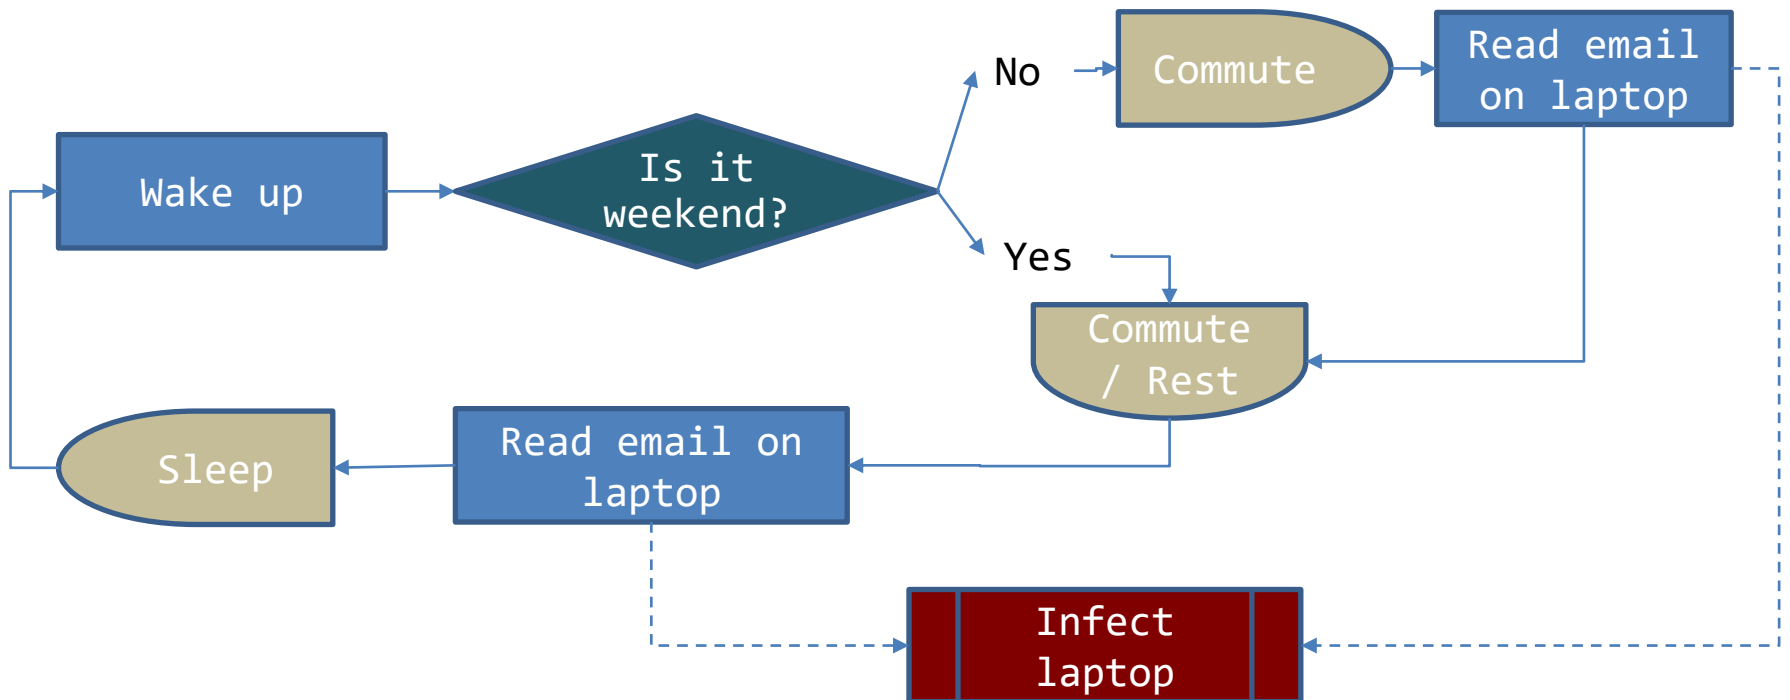 No
Commute
Read email
on laptop
Wake up
Is it
weekend?
Yes
Commute
/ Rest
Sleep
Read email on
laptop
Infect
laptop